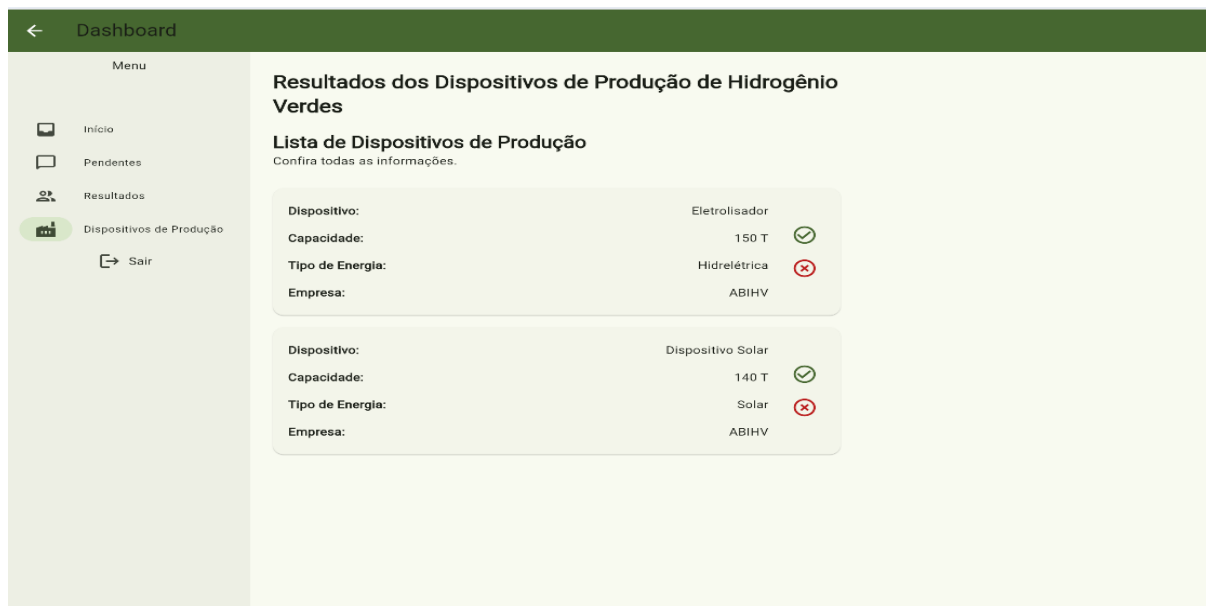 Dashboard
Menu
Início
Pendentes
Resultados
Dispositivos de Produção
Sair
Resultados dos Dispositivos de Produção de Hidrogênio
Verdes
Lista de Dispositivos de Produção
Confira todas as informações.
Dispositivo: Eletrolisador
Capacidade: 150 T
Tipo de Energia: Hidrelétrica
Empresa: ABIHV
Dispositivo: Dispositivo Solar
Capacidade: 140 T
Tipo de Energia: Solar
Empresa: ABIHV